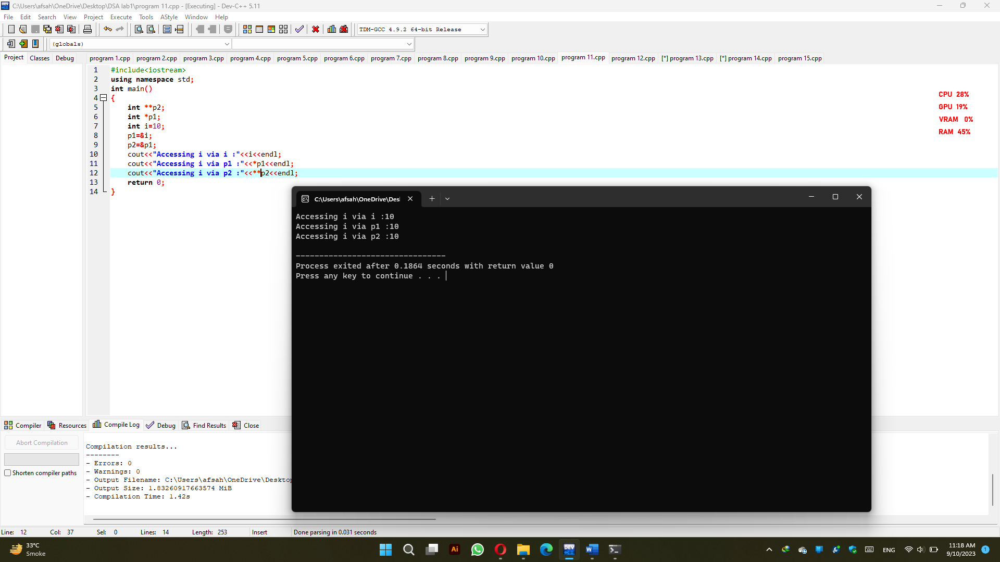 C:\Users\afsah\OneDrive\Desktop\DSA lab1\program 11.cpp - [Executing] - Dev-C++ 5.11
File Edit Search View Project Execute Tools AStyle Window Help
TDM-GCC 4.9.2 64-bit Release
(globals)
Project Classes Debug
program 1.cpp program 2.cpp program 3.cpp program 4.cpp program 5.cpp program 6.cpp program 7.cpp program 8.cpp program 9.cpp program 10.cpp program 11.cpp program 12.cpp [*] program 13.cpp [*] program 14.cpp program 15.cpp
1 #include<iostream>
2 using namespace std;
3 int main()
4 {
5 int **p2;
6 int *p1;
7 int i=10;
8 p1=&i;
9 p2=&p1;
10 cout<<"Accessing i via i :"<<i<<endl;
11 cout<<"Accessing i via p1 :"<<*p1<<endl;
12 cout<<"Accessing i via p2 :"<<**p2<<endl;
13 return 0;
14 }
CPU 28%
GPU 19%
VRAM 0%
RAM 45%
C:\Users\afsah\OneDrive\Des
Accessing i via i :10
Accessing i via p1 :10
Accessing i via p2 :10
--------------------------------
Process exited after 0.1864 seconds with return value 0
Press any key to continue . . .
Compiler Resources Compile Log Debug Find Results Close
Abort Compilation
Shorten compiler paths
Compilation results...
--------
- Errors: 0
- Warnings: 0
- Output Filename: C:\Users\afsah\OneDrive\Desktop
- Output Size: 1.83260917663574 MiB
- Compilation Time: 1.42s
Line: 12 Col: 37 Sel: 0 Lines: 14 Length: 253 Insert Done parsing in 0.031 seconds
33°C
Smoke
Ai
DEV
W
ENG
11:18 AM
9/10/2023
1